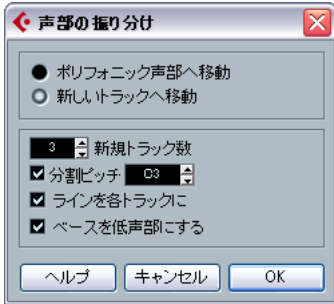 声部の振り分け
ポリフォニック声部へ移動
新しいトラックへ移動
3 新規トラック数
分割ピッチ C3
ラインを各トラックに
ベースを低声部にする
ヘルプ キャンセル OK